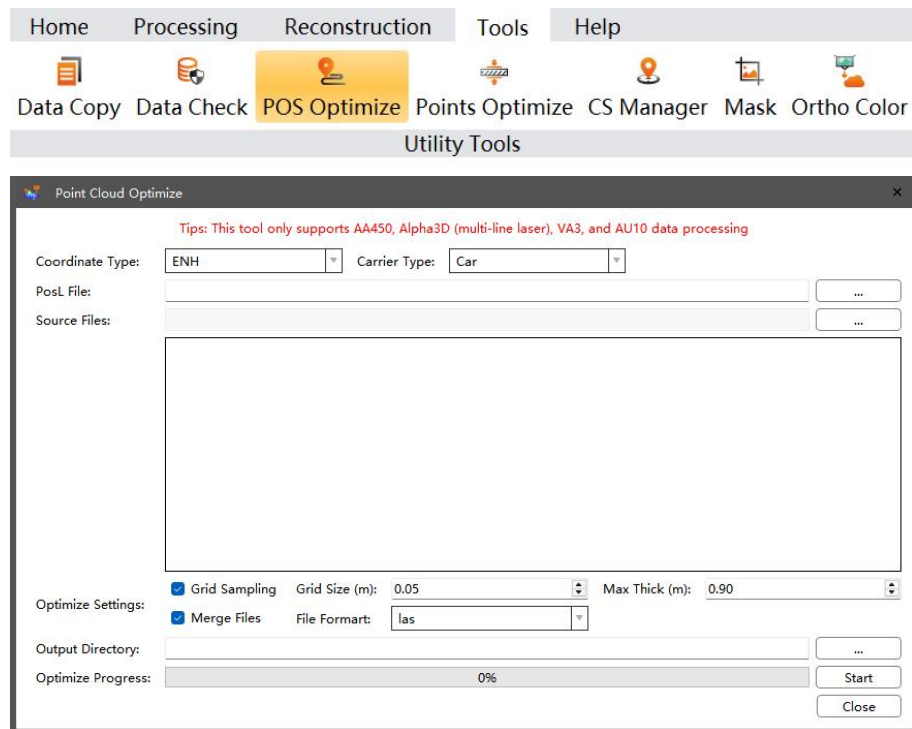 Home Processing Reconstruction Tools Help
Data Copy Data Check POS Optimize Points Optimize CS Manager Mask Ortho Color
Utility Tools
Point Cloud Optimize ×
Tips: This tool only supports AA450, Alpha3D (multi-line laser), VA3, and AU10 data processing
Coordinate Type: ENH Carrier Type: Car
PosL File: ...
Source Files: ...
Grid Sampling Grid Size (m): 0.05 Max Thick (m): 0.90
Optimize Settings:
Merge Files File Formart: las
Output Directory: ...
Optimize Progress: 0% Start
Close